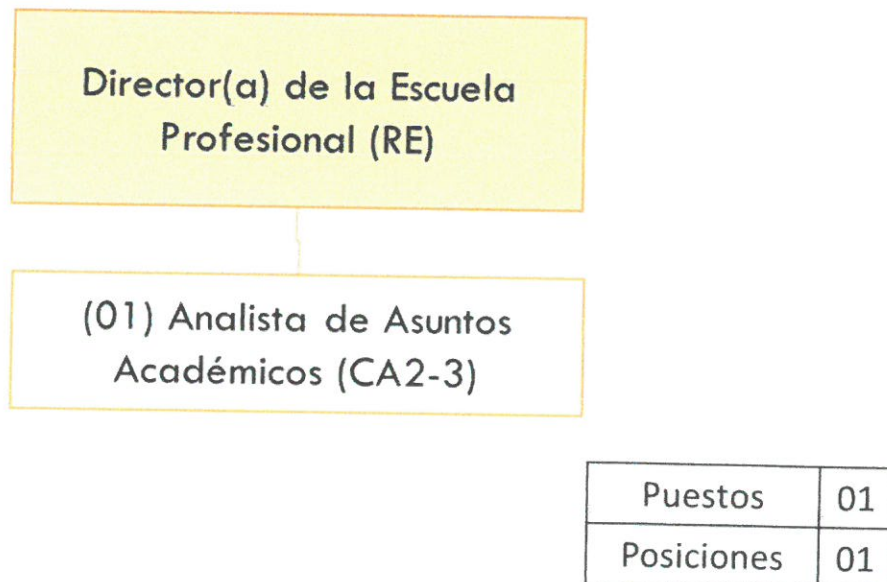 Director(a) de la Escuela
Profesional (RE)
(01) Analista de Asuntos
Académicos (CA2-3)
Puestos 01
Posiciones 01